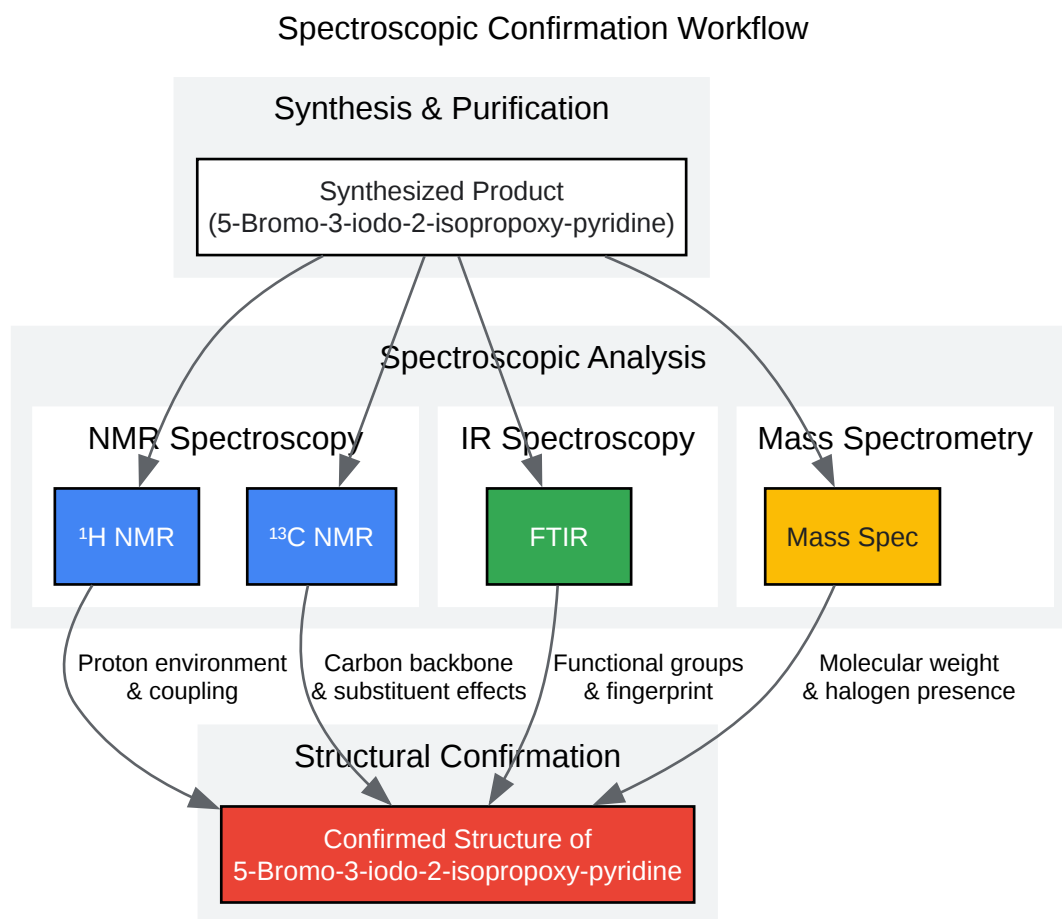 Spectroscopic Confirmation Workflow
Synthesis & Purification
Synthesized Product
(5-Bromo-3-iodo-2-isopropoxy-pyridine)
Spectroscopic Analysis
NMR Spectroscopy
IR Spectroscopy
Mass Spectrometry
¹H NMR
¹³C NMR
FTIR
Mass Spec
Proton environment
& coupling
Carbon backbone
& substituent effects
Functional groups
& fingerprint
Molecular weight
& halogen presence
Structural Confirmation
Confirmed Structure of
5-Bromo-3-iodo-2-isopropoxy-pyridine